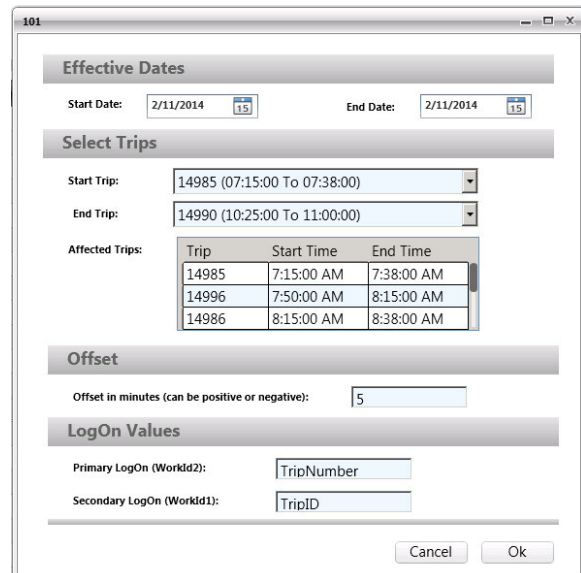 101
Effective Dates
Start Date: 2/11/2014 15 End Date: 2/11/2014 15
Select Trips
Start Trip: 14985 (07:15:00 To 07:38:00)
End Trip: 14990 (10:25:00 To 11:00:00)
Affected Trips: Trip Start Time End Time
14985 7:15:00 AM 7:38:00 AM
14996 7:50:00 AM 8:15:00 AM
14986 8:15:00 AM 8:38:00 AM
Offset
Offset in minutes (can be positive or negative): 5
LogOn Values
Primary LogOn (WorkId2): TripNumber
Secondary LogOn (WorkId1): TripID
Cancel Ok